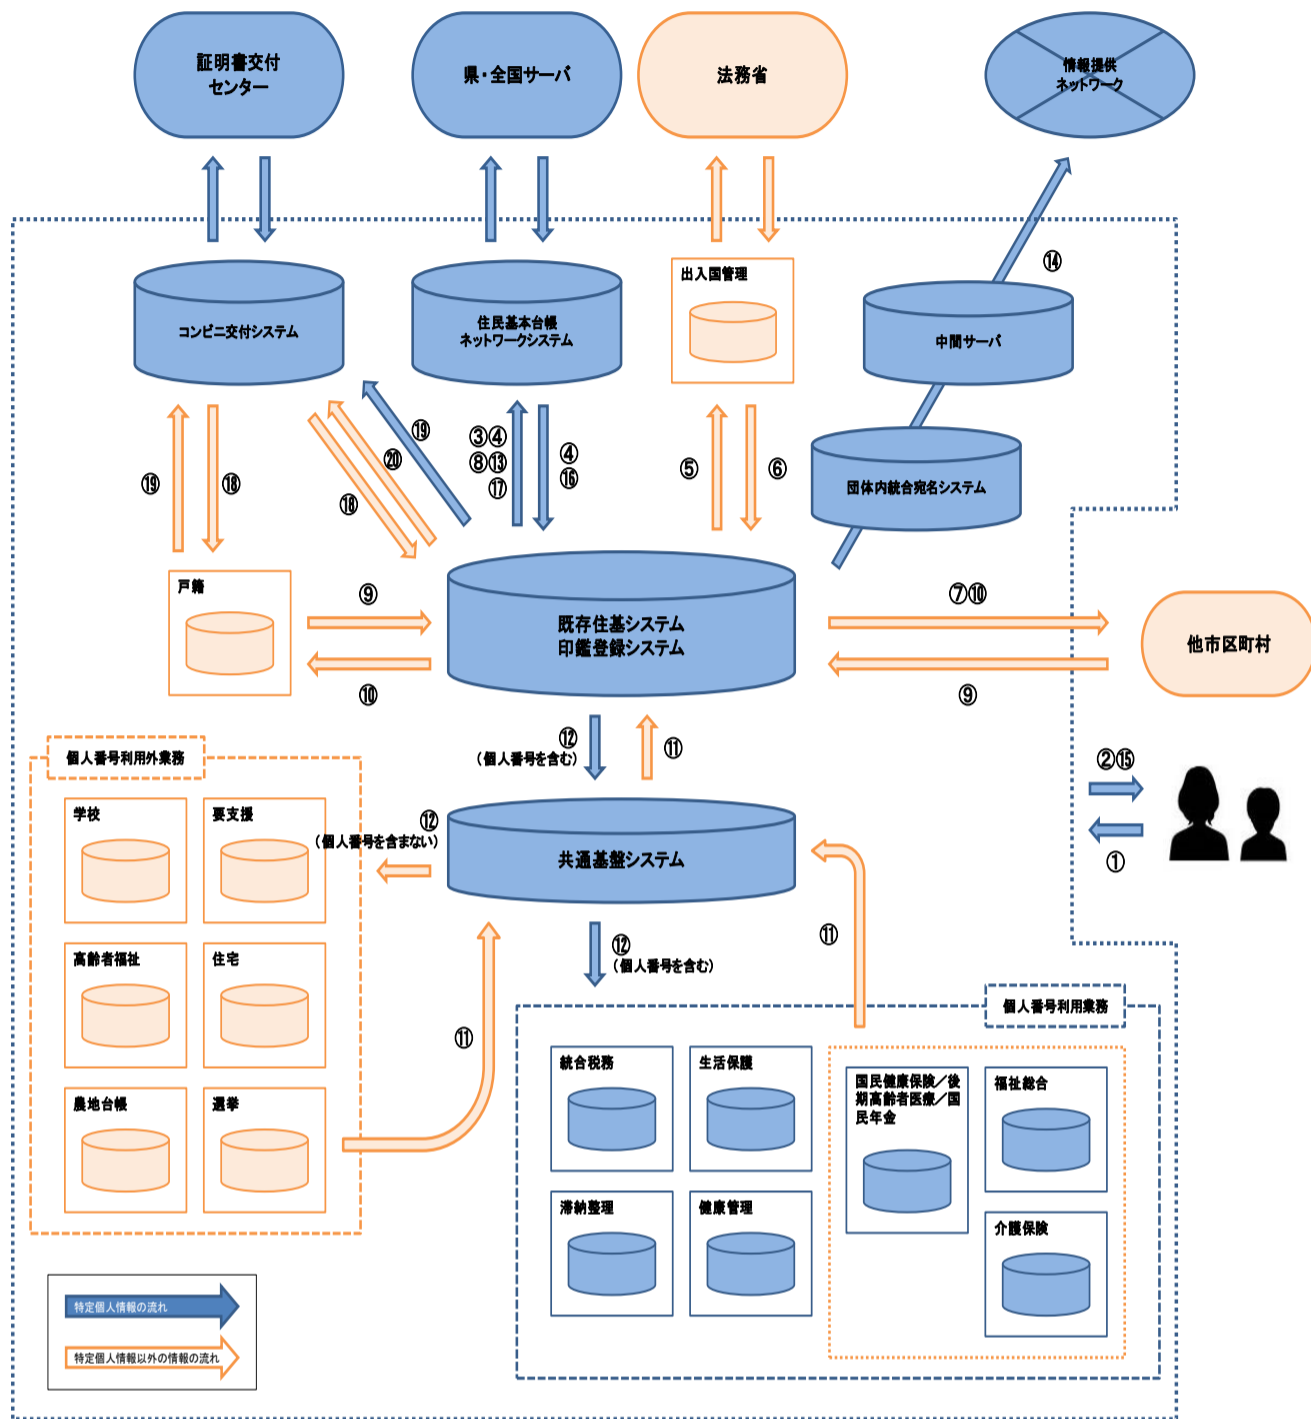 証明書交付
センター
県・全国サーバ
法務省
情報提供
ネットワーク
コンビニ交付システム
住民基本台帳
ネットワークシステム
出入国管理
中間サーバ
⑭
団体内統合宛名システム
⑲
⑱
⑱
⑳
⑲
③④
⑧⑬
⑰
④
⑯
⑤
⑥
戸籍
⑨
⑩
既存住基システム
印鑑登録システム
⑦⑩
⑨
他市区町村
⑫
（個人番号を含む）
⑪
②⑮
①
個人番号利用外業務
学校
要支援
高齢者福祉
住宅
農地台帳
選挙
⑫
（個人番号を含まない）
共通基盤システム
⑪
⑫
（個人番号を含む）
⑪
個人番号利用業務
統合税務
生活保護
国民健康保険／後
期高齢者医療／国
民年金
福祉総合
滞納整理
健康管理
介護保険
特定個人情報の流れ
特定個人情報以外の情報の流れ